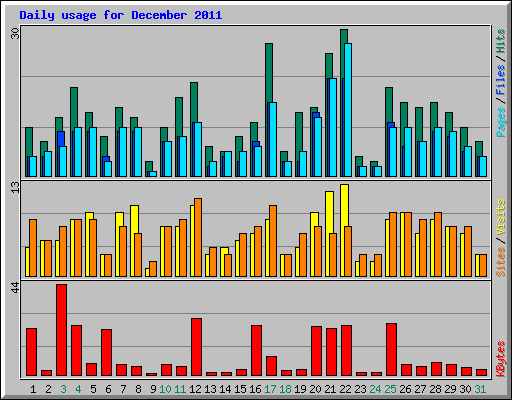 Daily usage for December 2011
30
Pages / Files / Hits
13
Sites / Visits
44
KBytes
1 2 3 4 5 6 7 8 9 10 11 12 13 14 15 16 17 18 19 20 21 22 23 24 25 26 27 28 29 30 31